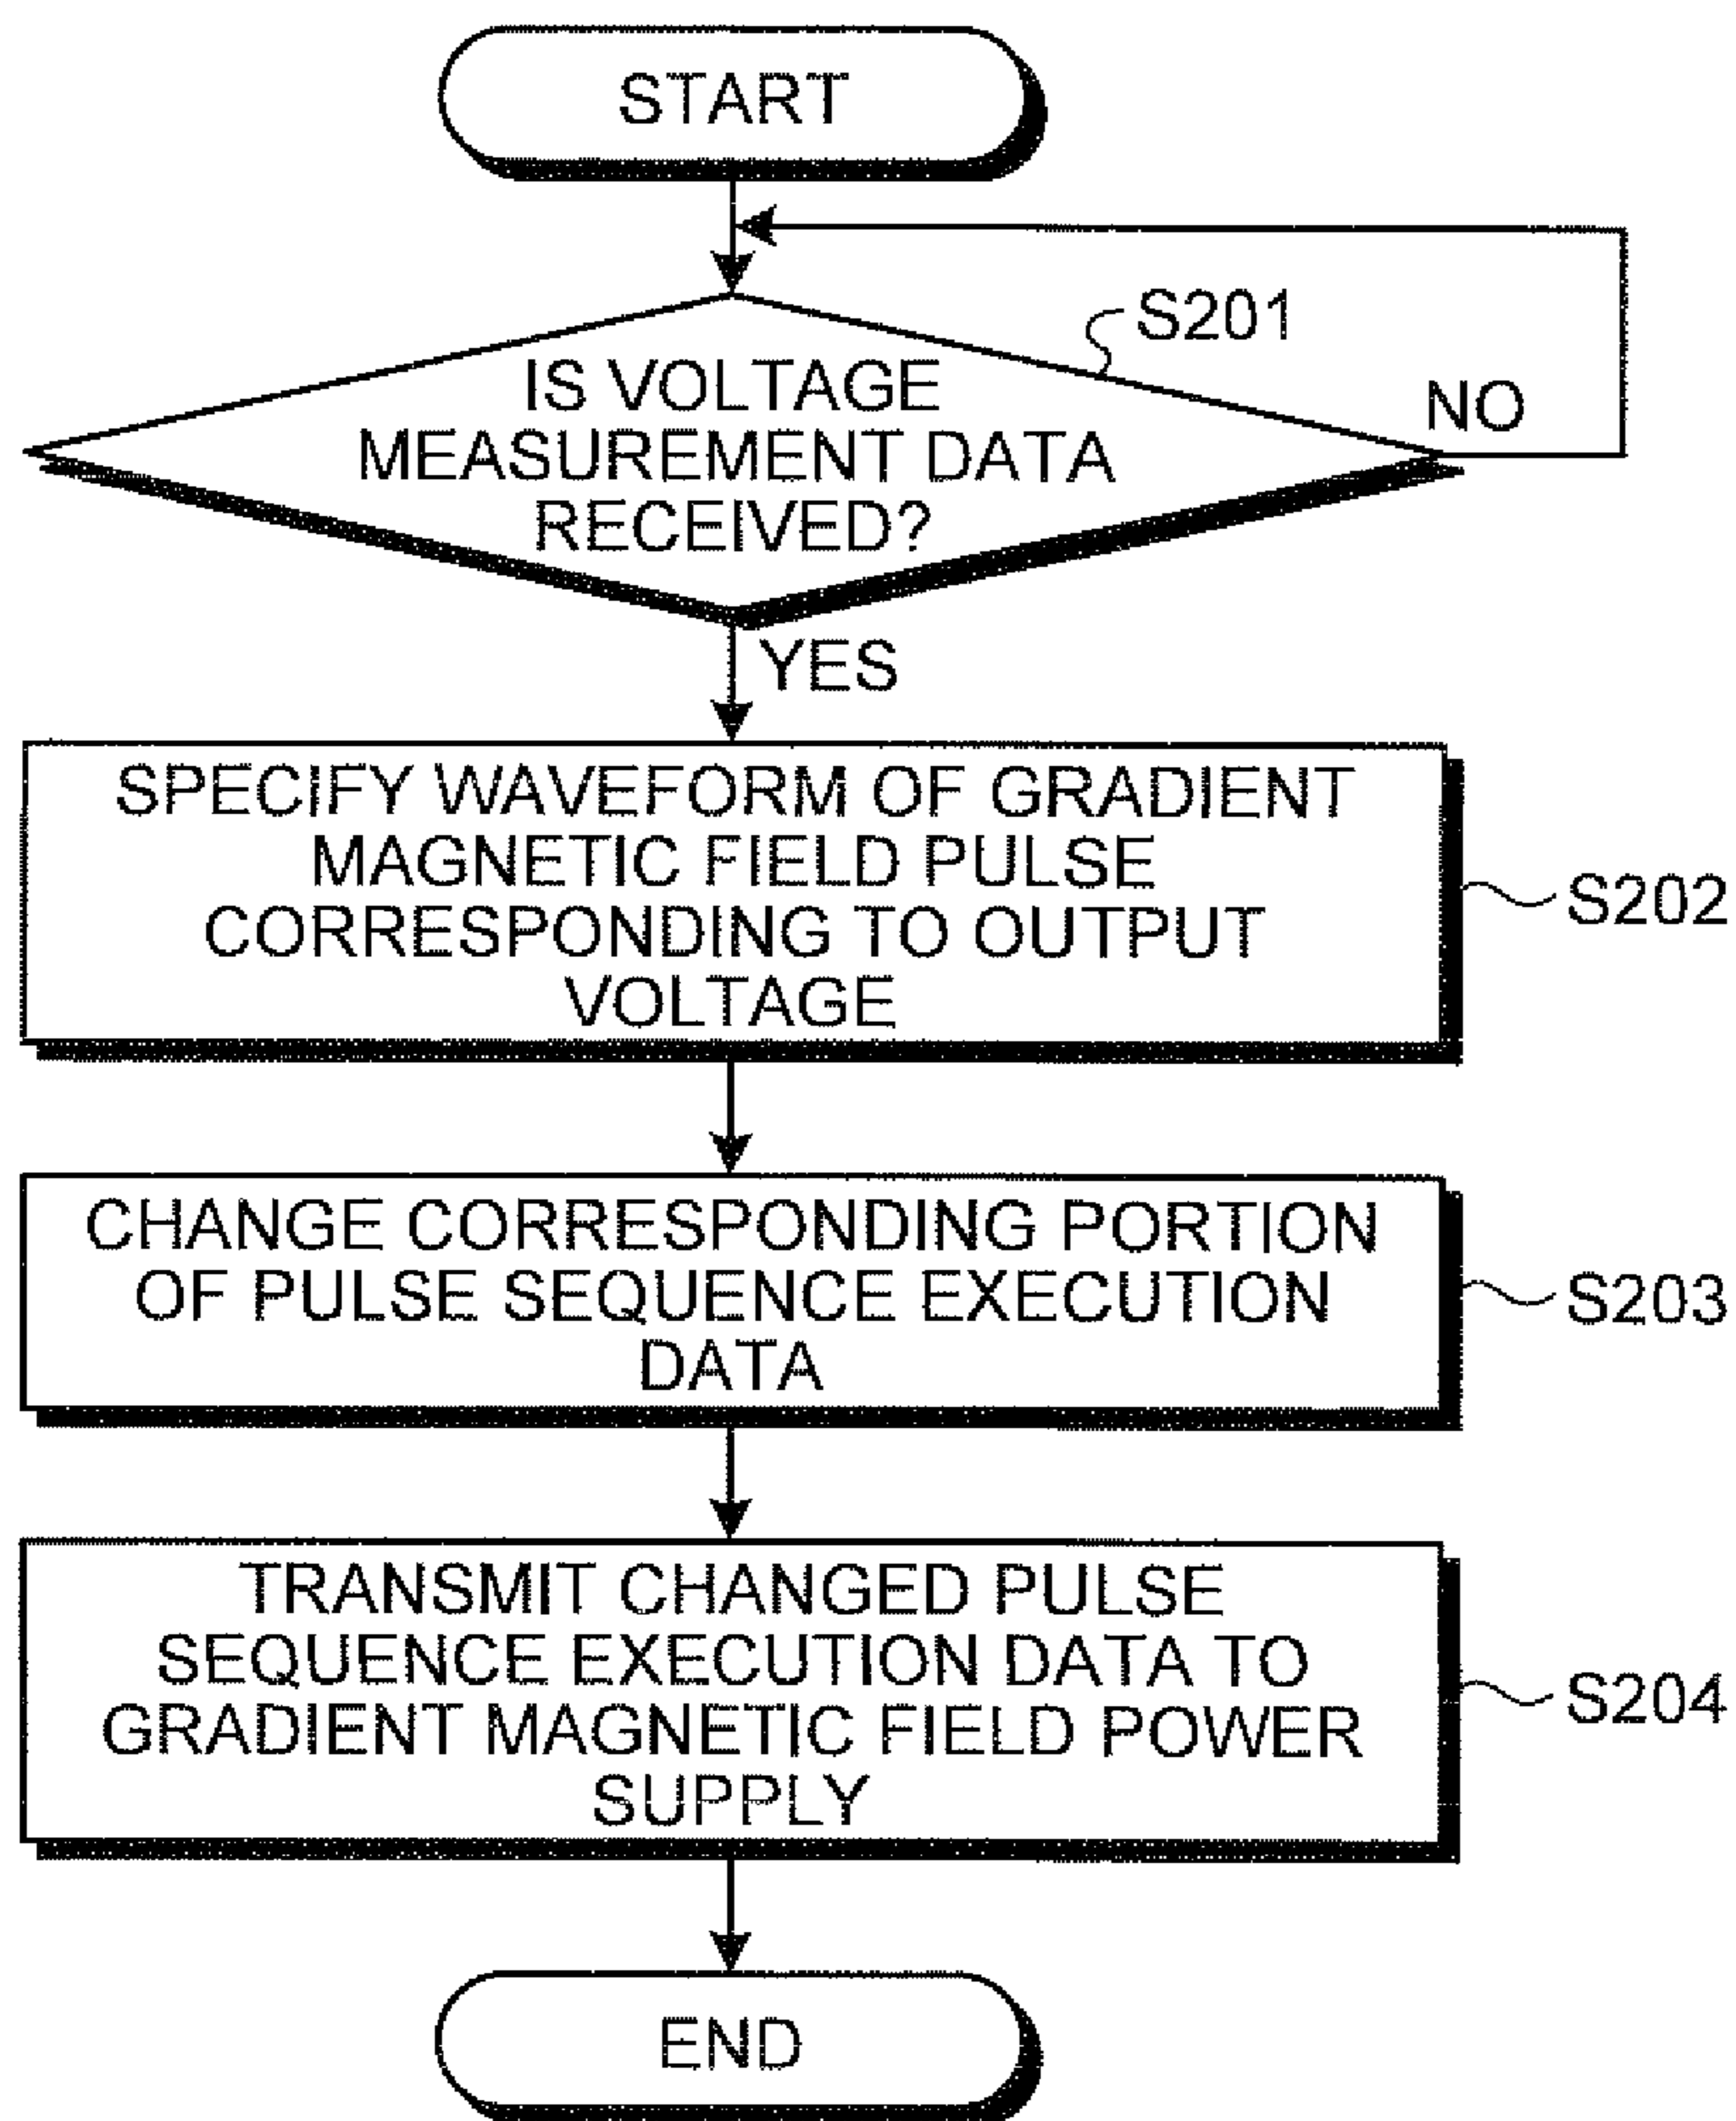 START
S201
IS VOLTAGE
MEASUREMENT DATA
RECEIVED?
NO
YES
SPECIFY WAVEFORM OF GRADIENT
MAGNETIC FIELD PULSE
CORRESPONDING TO OUTPUT
VOLTAGE
S202
CHANGE CORRESPONDING PORTION
OF PULSE SEQUENCE EXECUTION
DATA
S203
TRANSMIT CHANGED PULSE
SEQUENCE EXECUTION DATA TO
GRADIENT MAGNETIC FIELD POWER
SUPPLY
S204
END